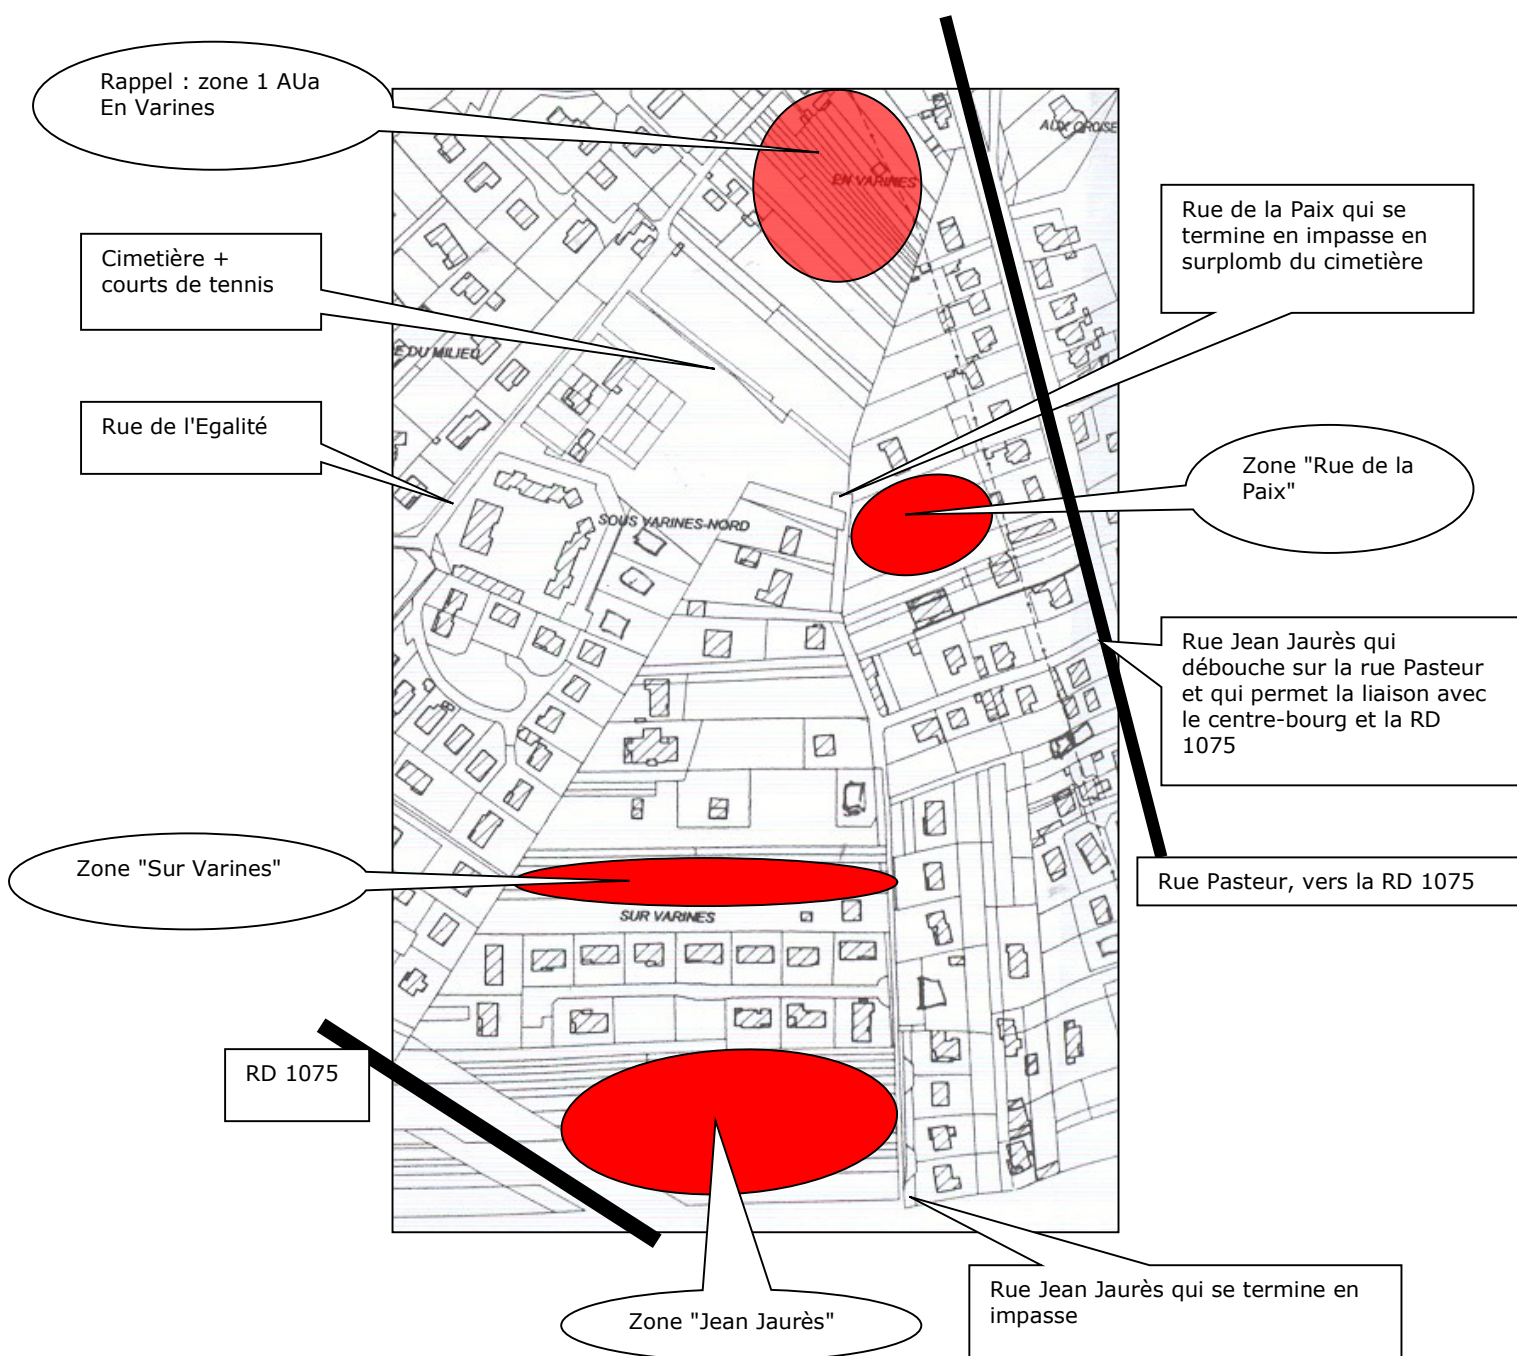 Rappel : zone 1 AUa
En Varines
AUX CROISE
EN VARINES
Rue de la Paix qui se
termine en impasse en
surplomb du cimetière
Cimetière +
courts de tennis
E DU MILIEU
Rue de l'Egalité
Zone "Rue de la
Paix"
SOUS VARINES-NORD
Rue Jean Jaurès qui
débouche sur la rue Pasteur
et qui permet la liaison avec
le centre-bourg et la RD
1075
Zone "Sur Varines"
Rue Pasteur, vers la RD 1075
SUR VARINES
RD 1075
Rue Jean Jaurès qui se termine en
impasse
Zone "Jean Jaurès"